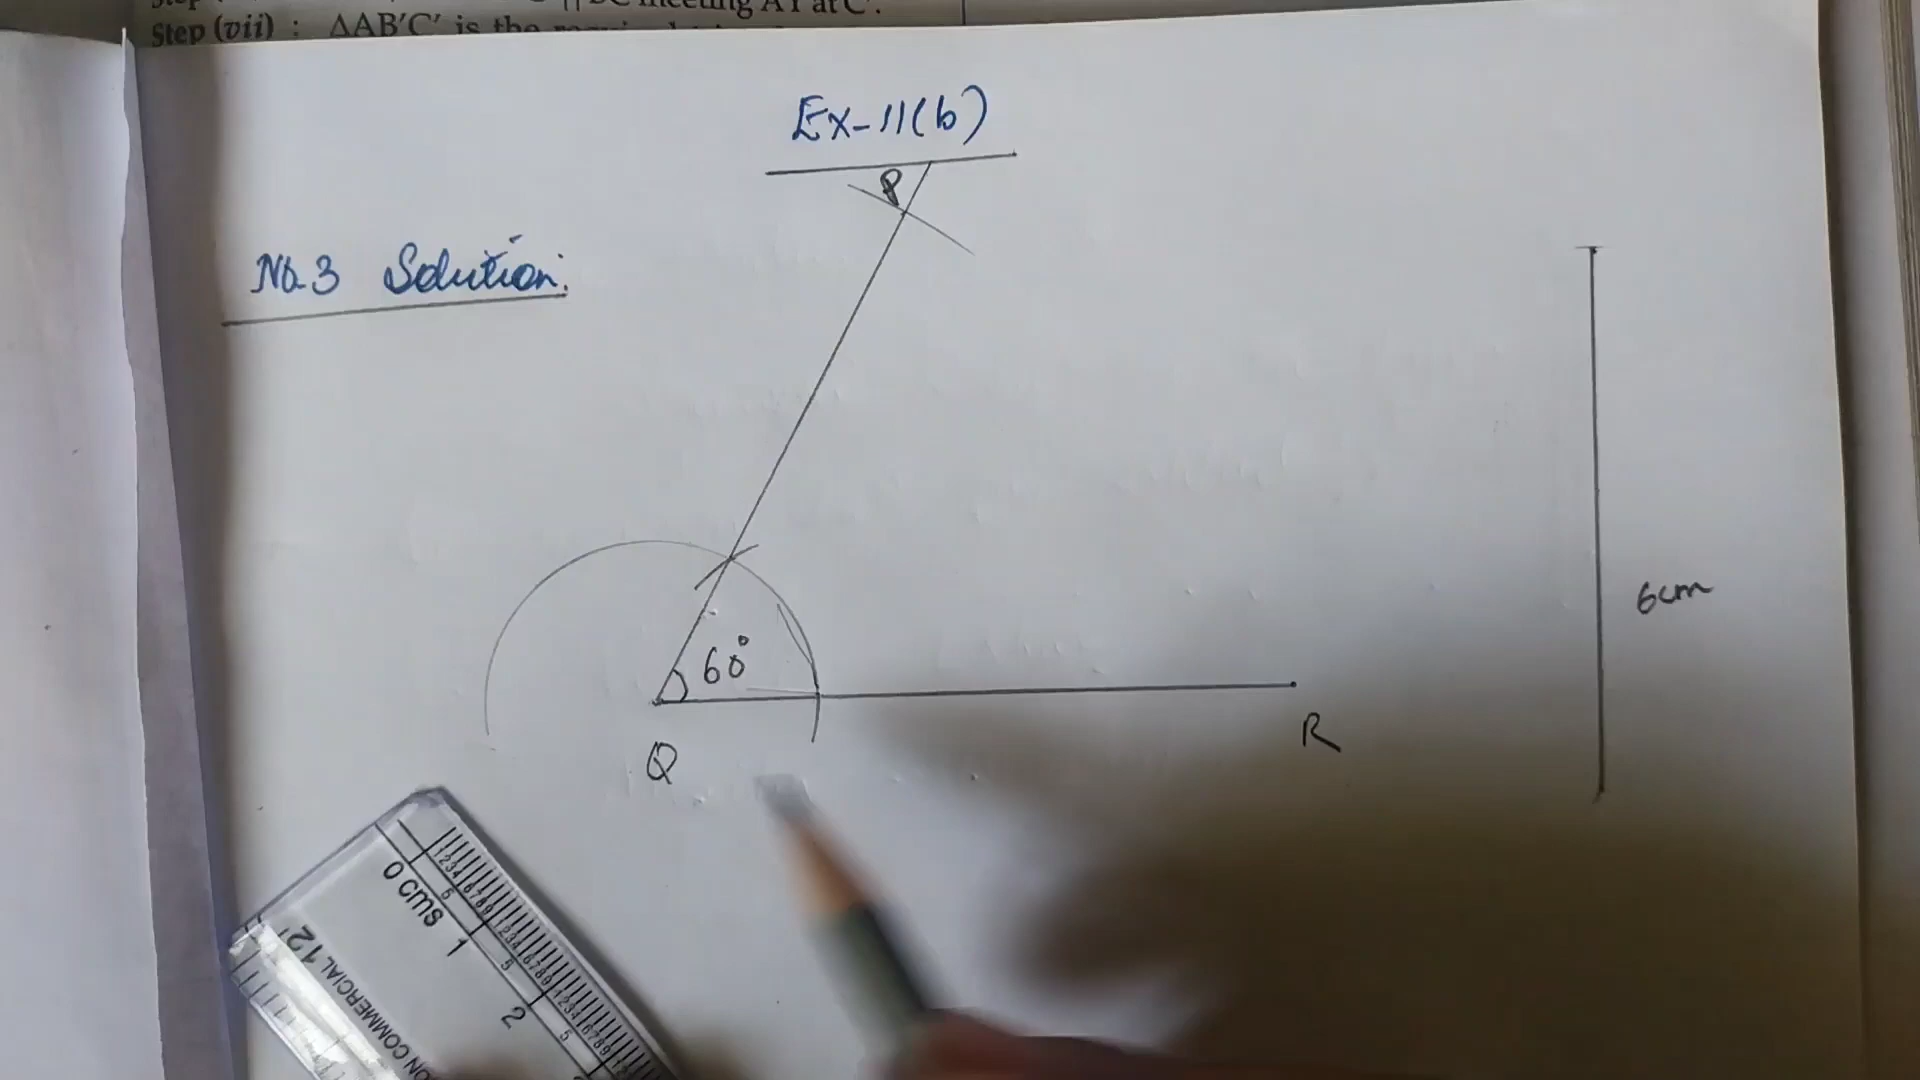 Step (vii) : ΔAB'C' is the
Ex-11(b)
P
No.3 Solution:
6cm
60°
R
Q
0 cms 1 2
12"
COMMERCIAL